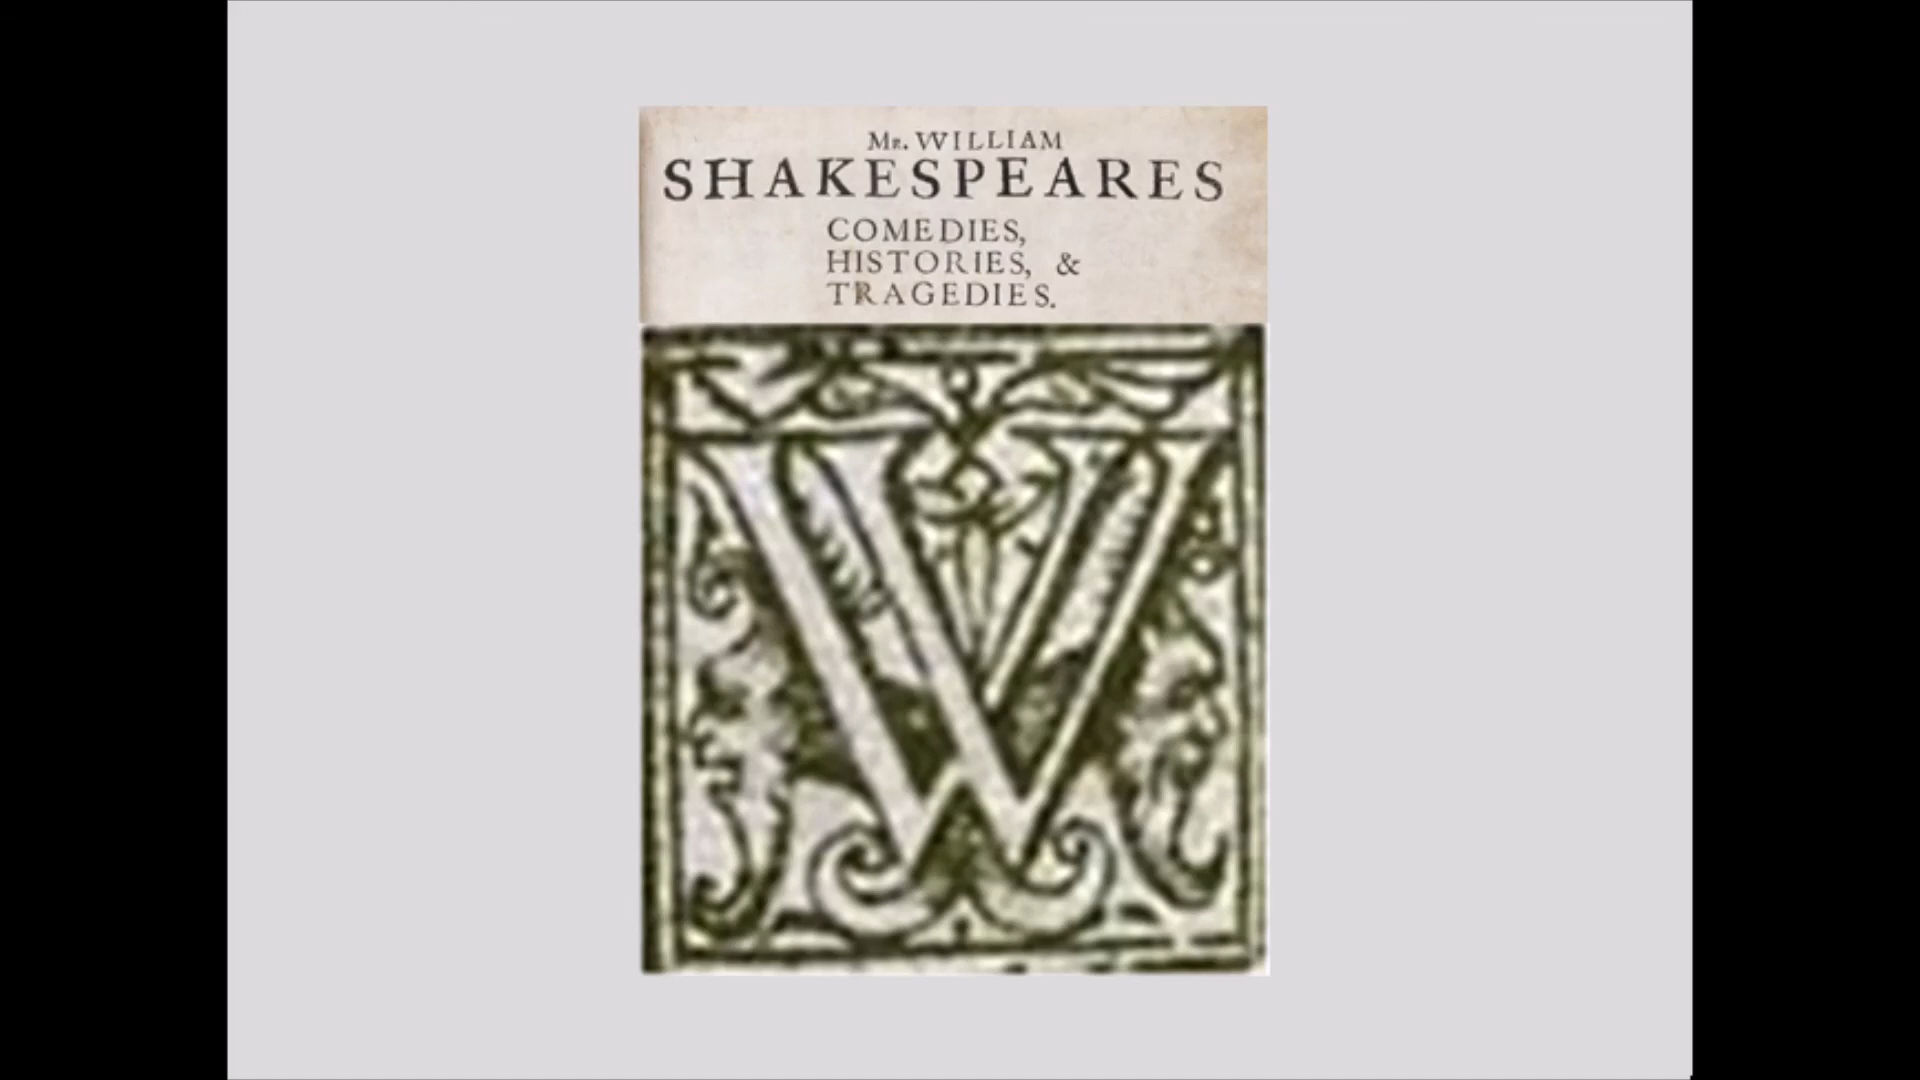 Mr. WILLIAM
SHAKESPEARES
COMEDIES,
HISTORIES, &
TRAGEDIES.
W